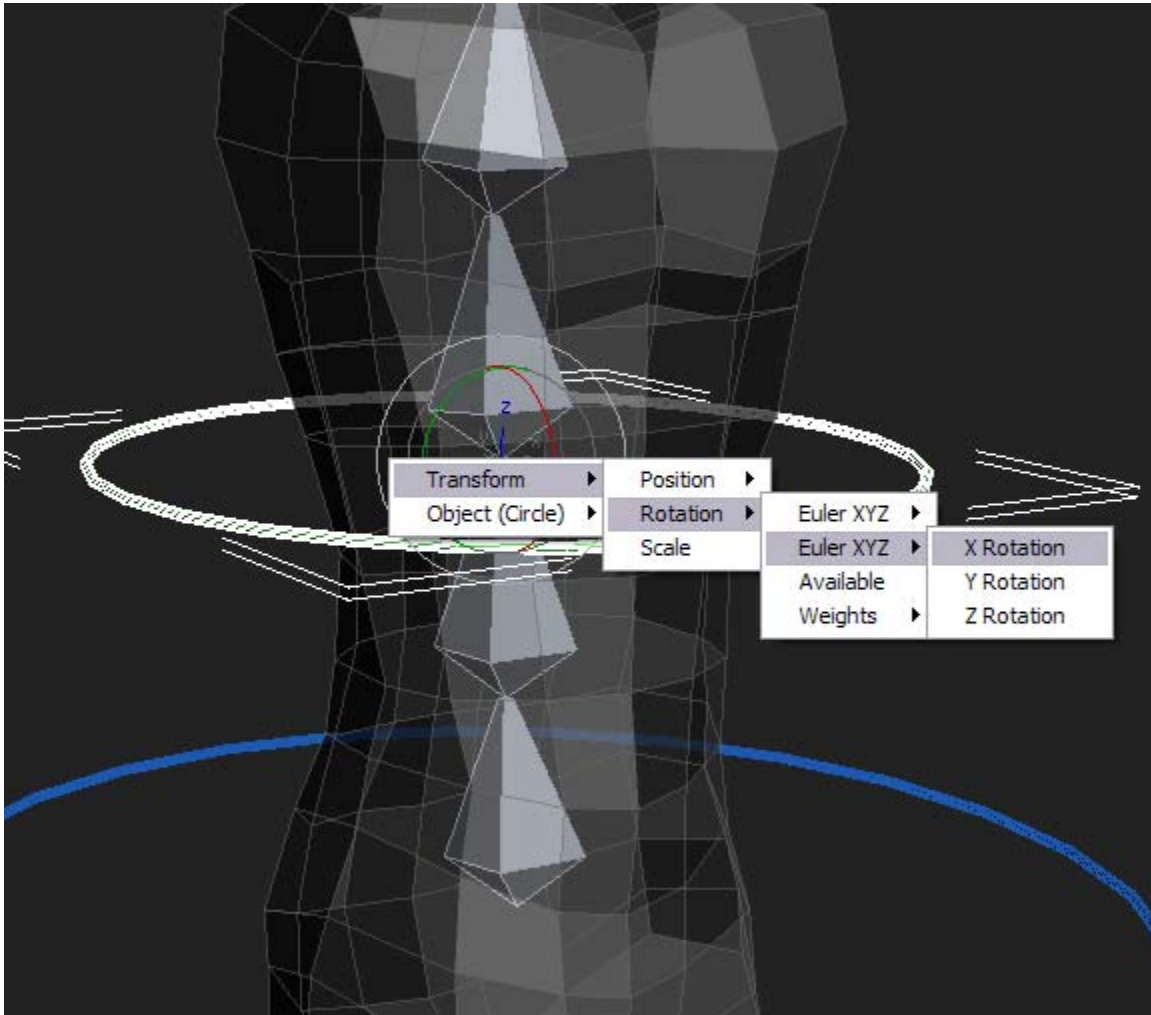 Z
Transform
Object (Circle)
Position
Rotation
Scale
Euler XYZ
Euler XYZ
Available
Weights
X Rotation
Y Rotation
Z Rotation